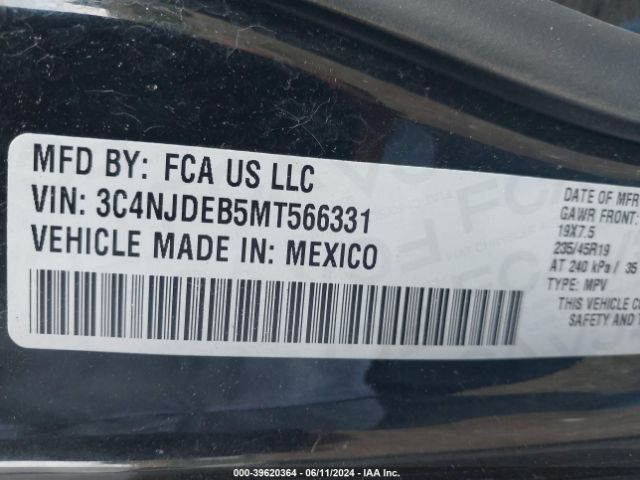 MFD BY: FCA US LLC
VIN: 3C4NJDEB5MT566331
VEHICLE MADE IN: MEXICO
DATE OF MFR
GAWR FRONT:
19X7.5
235/45R19
AT 240 kPa / 35
TYPE: MPV
THIS VEHICLE
SAFETY AND
000-39620364 - 06/11/2024 - IAA Inc.